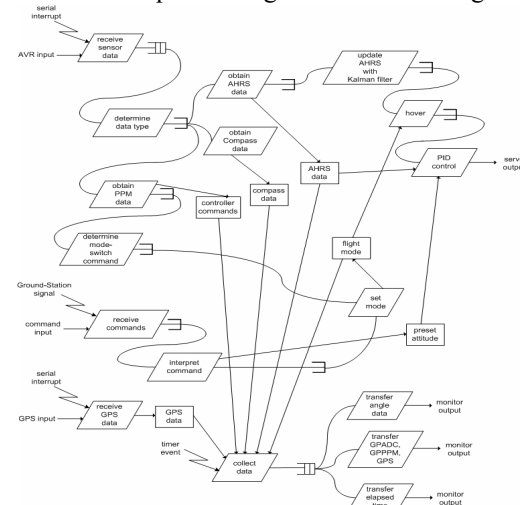 serial
interrupt
AVR input
receive
sensor
data
determine
data type
obtain
AHRS
data
update
AHRS
with
Kalman filter
obtain
Compass
data
hover
PID
control
servo
output
obtain
PPM
data
controller
commands
compass
data
AHRS
data
determine
mode-
switch
command
flight
mode
set
mode
preset
attitude
Ground-Station
signal
command
input
receive
commands
interpret
command
serial
interrupt
GPS input
receive
GPS
data
GPS
data
timer
event
collect
data
transfer
angle
data
monitor
output
transfer
GPADC,
GPPPM,
GPS
monitor
output
transfer
elapsed
time
monitor
output